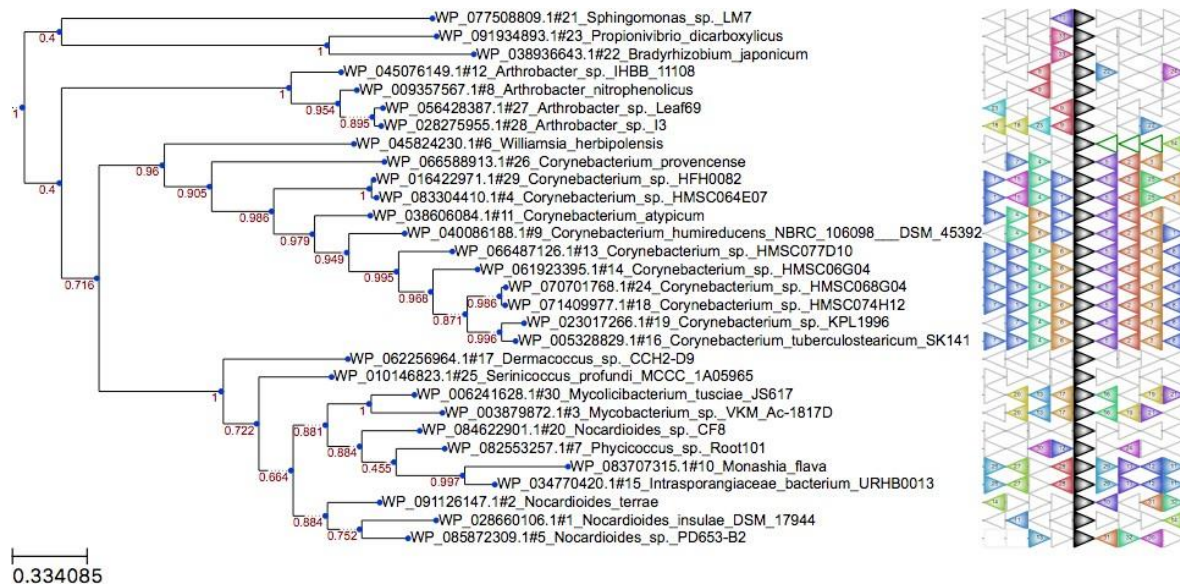 WP_077508809.1#21_Sphingomonas_sp._LM7
0.4
WP_091934893.1#23_Propionivibrio_dicarboxylicus
1
WP_038936643.1#22_Bradyrhizobium_japonicum
WP_045076149.1#12_Arthrobacter_sp._IHBB_11108
1
WP_009357567.1#8_Arthrobacter_nitrophenolicus
0.954
WP_056428387.1#27_Arthrobacter_sp._Leaf69
1
0.895
WP_028275955.1#28_Arthrobacter_sp._I3
WP_045824230.1#6_Williamsia_herbipolensis
0.96
WP_066588913.1#26_Corynebacterium_provencense
0.4
0.905
WP_016422971.1#29_Corynebacterium_sp._HFH0082
1
WP_083304410.1#4_Corynebacterium_sp._HMSC064E07
0.986
WP_038606084.1#11_Corynebacterium_atypicum
0.979
WP_040086188.1#9_Corynebacterium_humireducens_NBRC_106098___DSM_45392
0.949
WP_066487126.1#13_Corynebacterium_sp._HMSC077D10
0.995
WP_061923395.1#14_Corynebacterium_sp._HMSC06G04
0.716
0.968
WP_070701768.1#24_Corynebacterium_sp._HMSC068G04
0.986
WP_071409977.1#18_Corynebacterium_sp._HMSC074H12
0.871
WP_023017266.1#19_Corynebacterium_sp._KPL1996
0.996
WP_005328829.1#16_Corynebacterium_tuberculostearicum_SK141
WP_062256964.1#17_Dermacoccus_sp._CCH2-D9
WP_010146823.1#25_Serinicoccus_profundi_MCCC_1A05965
1
WP_006241628.1#30_Mycolicibacterium_tusciae_JS617
1
WP_003879872.1#3_Mycobacterium_sp._VKM_Ac-1817D
0.722
0.881
WP_084622901.1#20_Nocardioides_sp._CF8
0.884
WP_082553257.1#7_Phycicoccus_sp._Root101
0.455
WP_083707315.1#10_Monashia_flava
0.664
0.997
WP_034770420.1#15_Intrasporangiaceae_bacterium_URHB0013
WP_091126147.1#2_Nocardioides_terrae
0.884
WP_028660106.1#1_Nocardioides_insulae_DSM_17944
0.752
WP_085872309.1#5_Nocardioides_sp._PD653-B2
0.334085